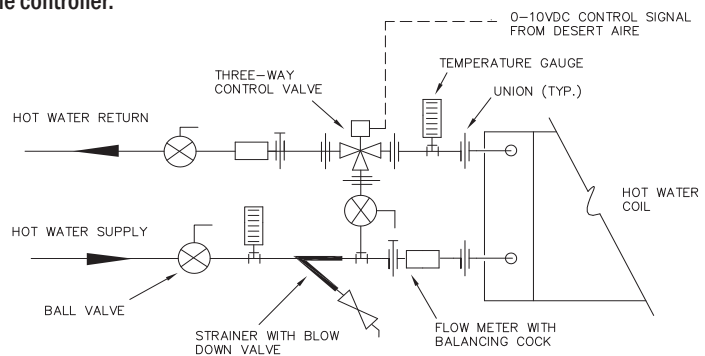 e controller.
0-10VDC CONTROL SIGNAL
FROM DESERT AIRE
TEMPERATURE GAUGE
THREE-WAY
CONTROL VALVE
UNION (TYP.)
HOT WATER RETURN
HOT WATER
COIL
HOT WATER SUPPLY
BALL VALVE
STRAINER WITH BLOW
DOWN VALVE
FLOW METER WITH
BALANCING COCK